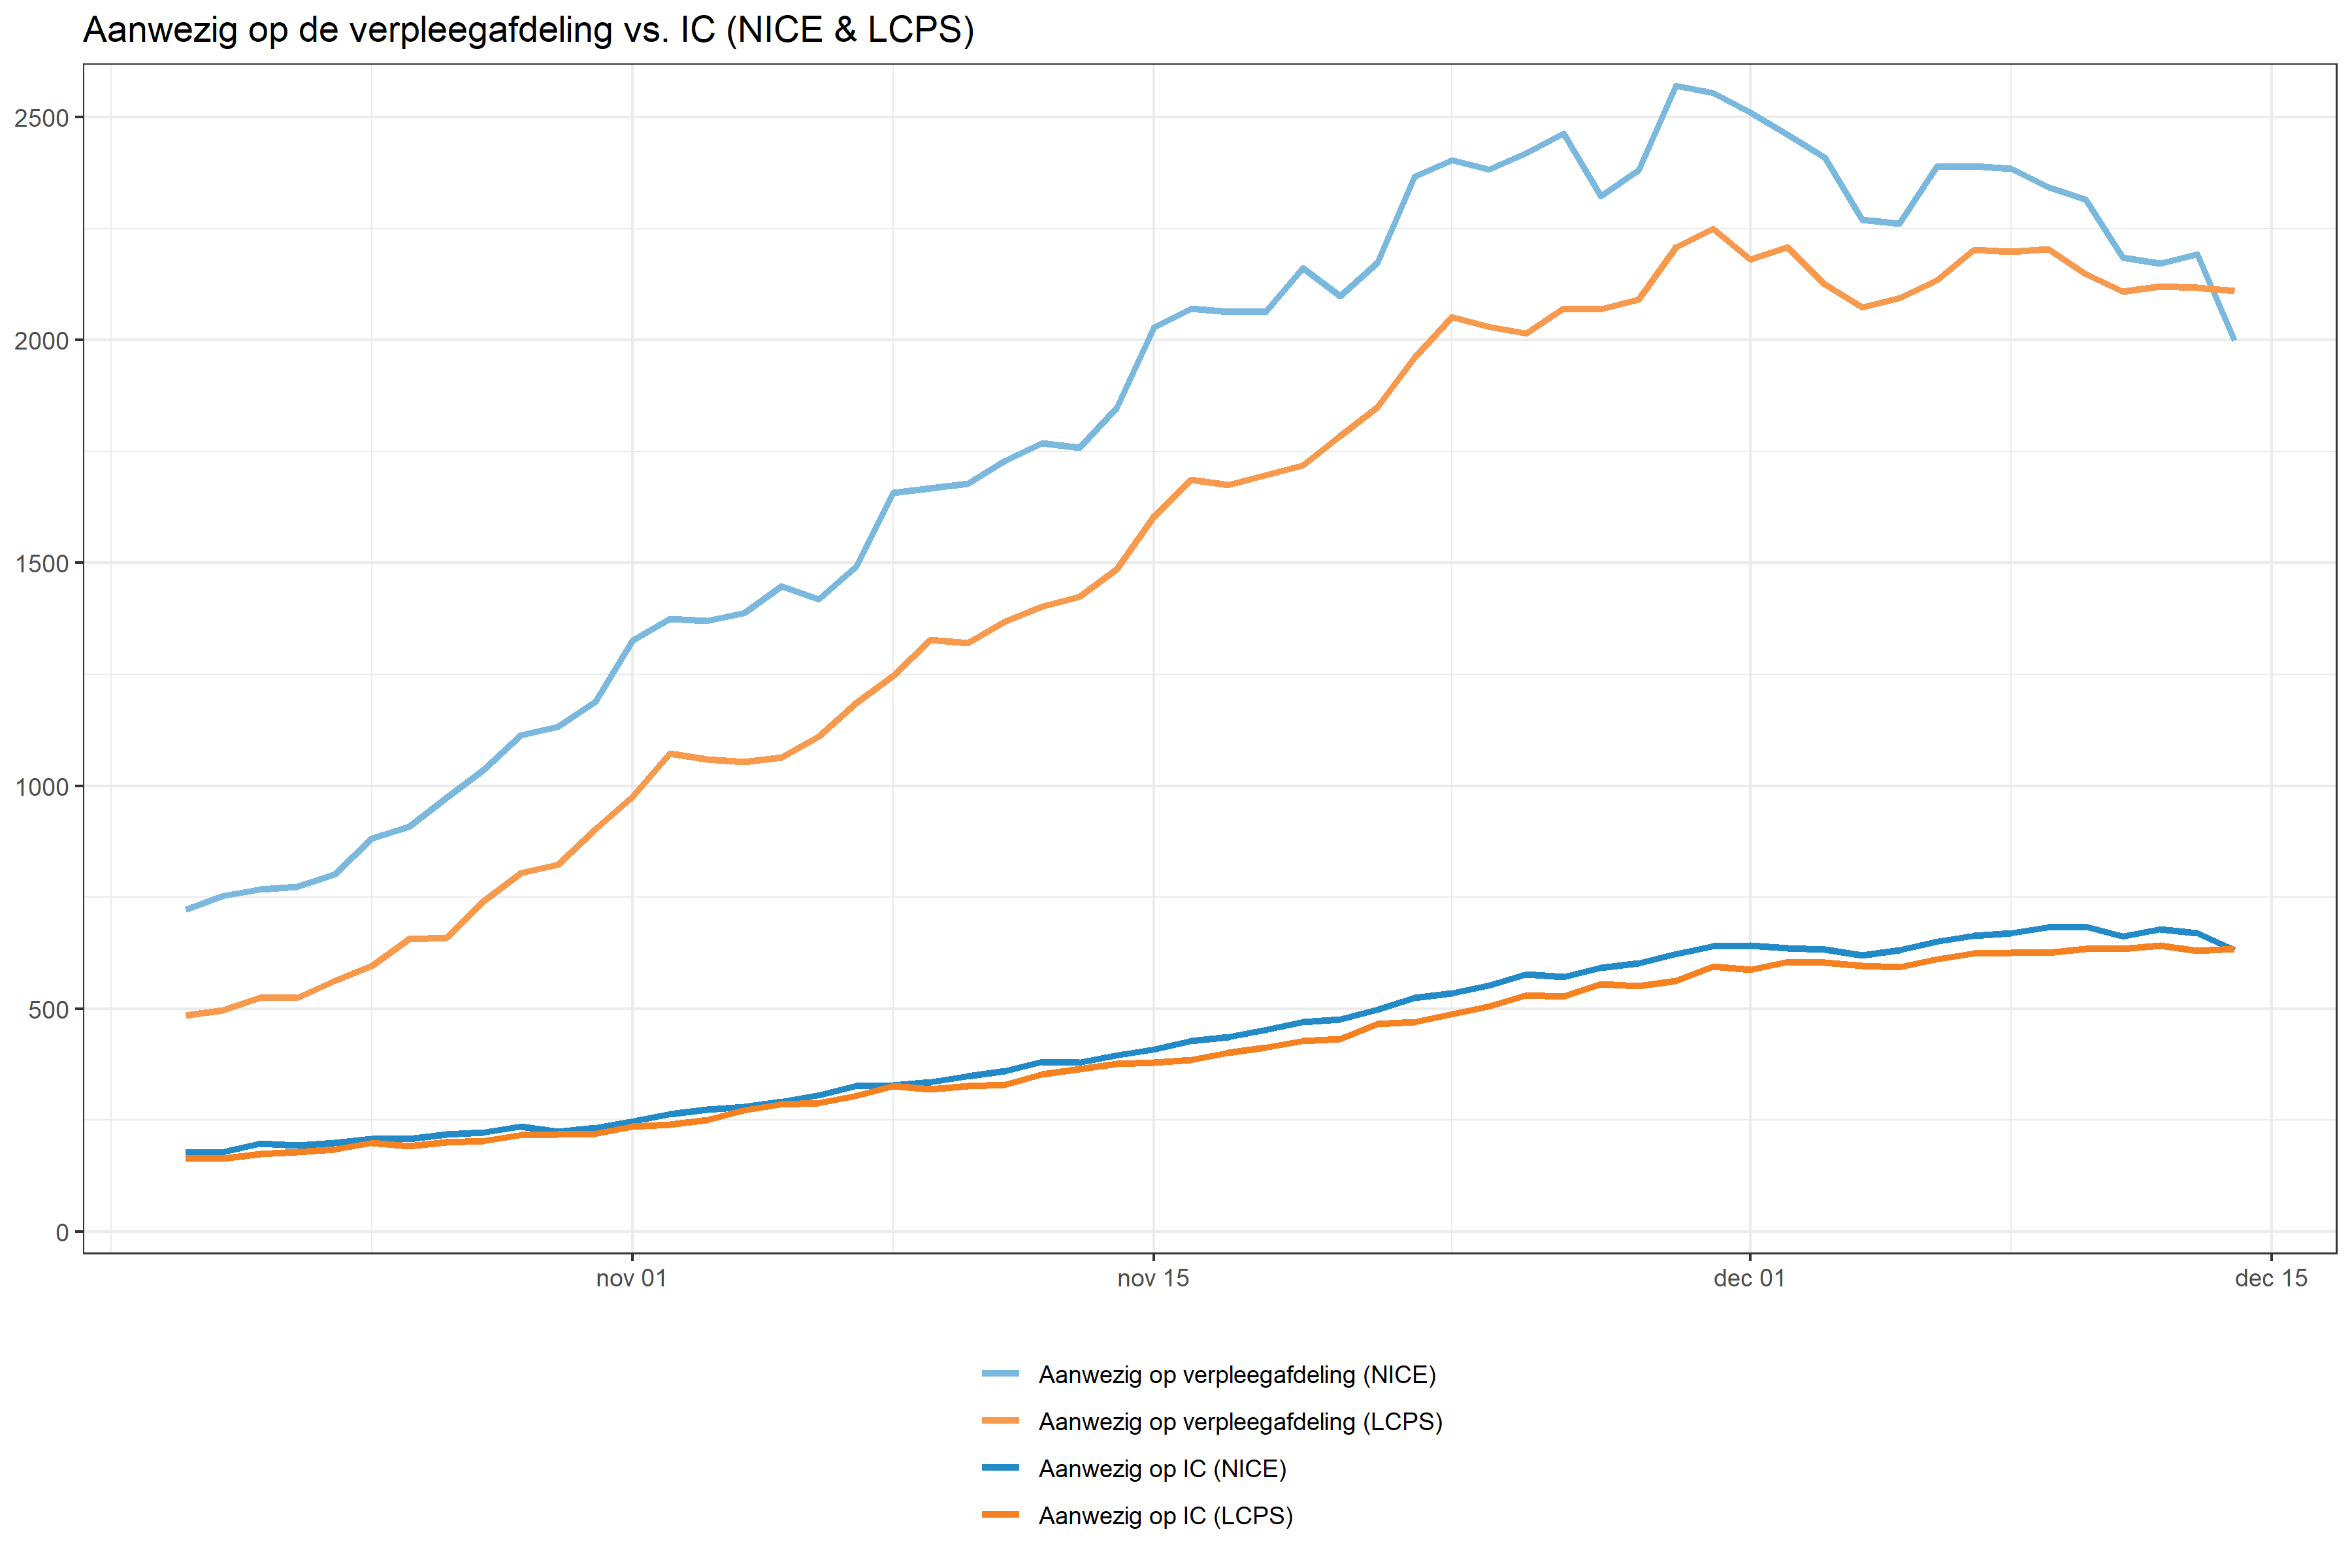 Aanwezig op de verpleegafdeling vs. IC (NICE & LCPS)
2500
2000
1500
1000
500
0
nov 01 nov 15 dec 01 dec 15
Aanwezig op verpleegafdeling (NICE)
Aanwezig op verpleegafdeling (LCPS)
Aanwezig op IC (NICE)
Aanwezig op IC (LCPS)